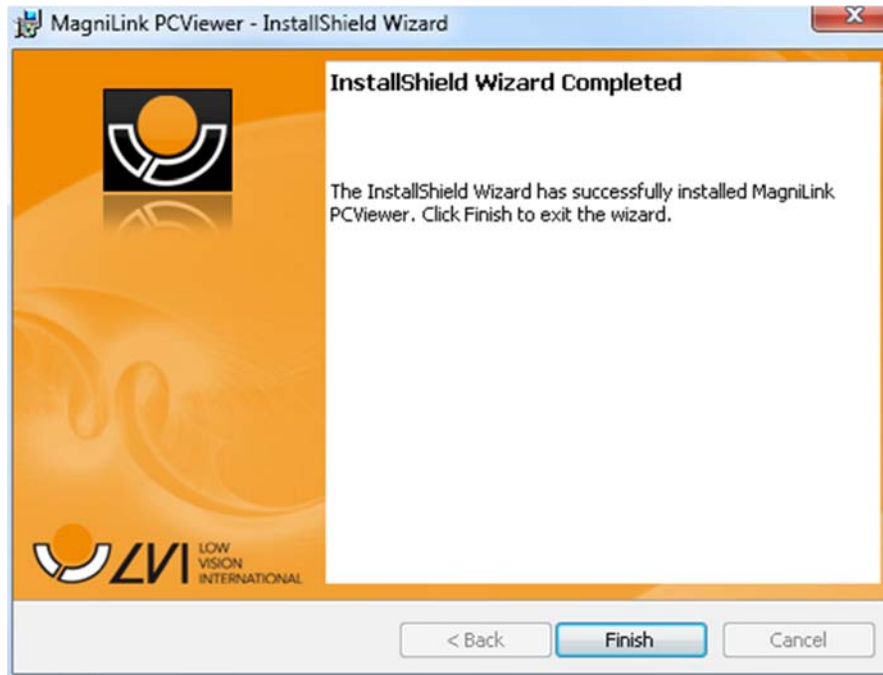 MagniLink PCViewer - InstallShield Wizard
InstallShield Wizard Completed
The InstallShield Wizard has successfully installed MagniLink
PCViewer. Click Finish to exit the wizard.
LVI
LOW
VISION
INTERNATIONAL
< Back
Finish
Cancel